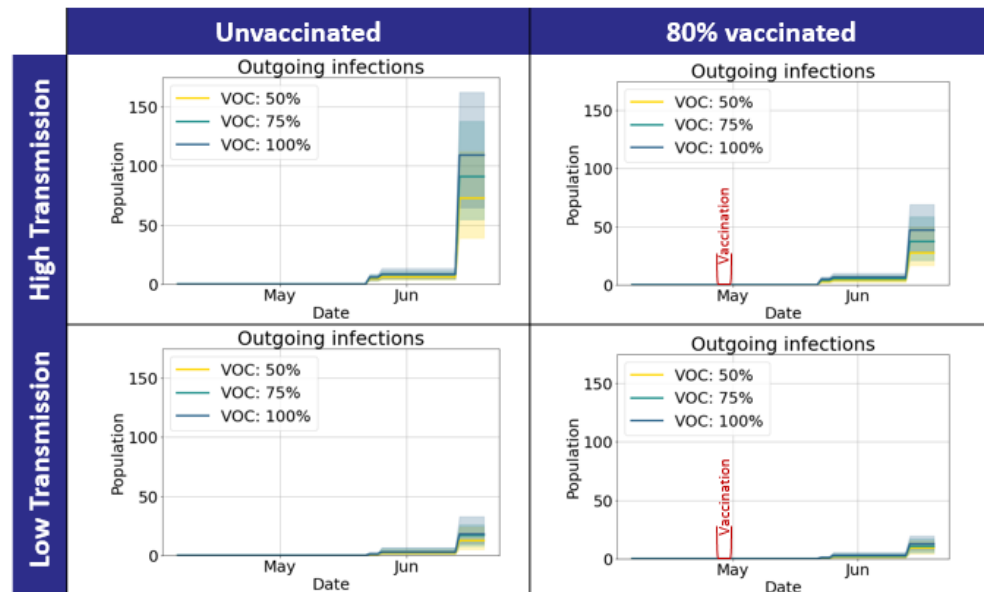 Unvaccinated
80% vaccinated
High Transmission
Outgoing infections
VOC: 50%
VOC: 75%
VOC: 100%
Population
150
100
50
0
May
Jun
Date
Outgoing infections
VOC: 50%
VOC: 75%
VOC: 100%
Population
150
100
50
0
Vaccination
May
Jun
Date
Low Transmission
Outgoing infections
VOC: 50%
VOC: 75%
VOC: 100%
Population
150
100
50
0
May
Jun
Date
Outgoing infections
VOC: 50%
VOC: 75%
VOC: 100%
Population
150
100
50
0
Vaccination
May
Jun
Date